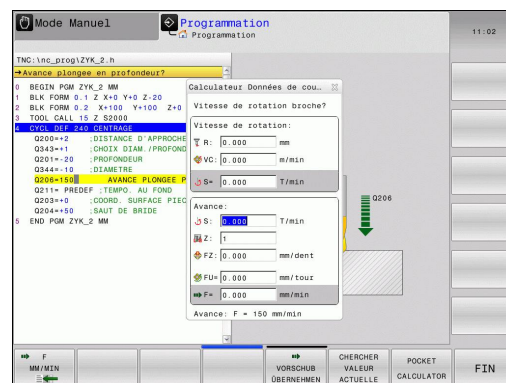 Mode Manuel
Programmation
Programmation
11:02
TNC:\nc_prog\ZYK_2.h
→Avance plongee en profondeur?
0 BEGIN PGM ZYK_2 MM
1 BLK FORM 0.1 Z X+0 Y+0 Z-20
2 BLK FORM 0.2 X+100 Y+100 Z+0
3 TOOL CALL 15 Z S2000
4 CYCL DEF 240 CENTRAGE
Q200=+2 ;DISTANCE D'APPROCHE
Q343=+1 ;CHOIX DIAM./PROFOND
Q201=-20 ;PROFONDEUR
Q344=-10 ;DIAMETRE
Q206=150 AVANCE PLONGEE P
Q211= PREDEF ;TEMPO. AU FOND
Q203=+0 ;COORD. SURFACE PIEC
Q204=+50 ;SAUT DE BRIDE
5 END PGM ZYK_2 MM
Calculateur Données de cou...
Vitesse de rotation broche?
Vitesse de rotation:
R: 0.000 mm
VC: 0.000 m/min
S= 0.000 T/min
Avance:
S: 0.000 T/min
Z: 1
FZ: 0.000 mm/dent
FU= 0.000 mm/tour
F= 0.000 mm/min
Avance: F = 150 mm/min
Q206
F
MM/MIN
VORSCHUB
ÜBERNEHMEN
CHERCHER
VALEUR
ACTUELLE
POCKET
CALCULATOR
FIN